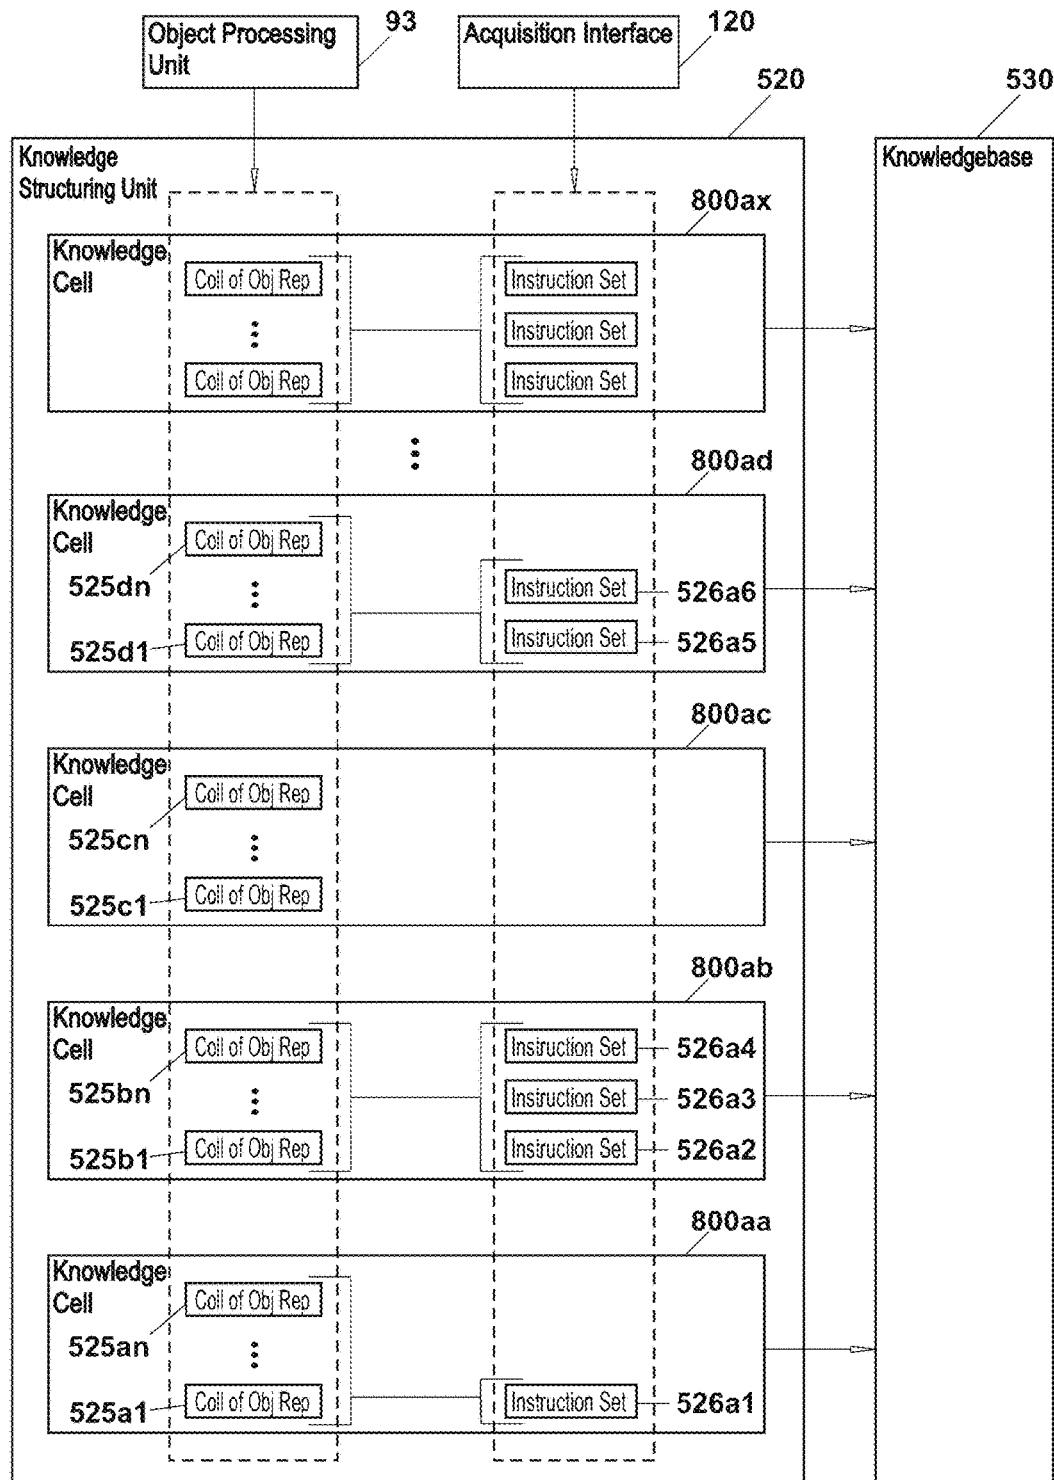 Object Processing
Unit
93
Acquisition Interface
120
520
530
Knowledge
Structuring Unit
Knowledgebase
800ax
Knowledge
Cell
Coll of Obj Rep
Instruction Set
Instruction Set
Coll of Obj Rep
Instruction Set
800ad
Knowledge
Cell
Coll of Obj Rep
525dn
Instruction Set
526a6
525d1
Coll of Obj Rep
Instruction Set
526a5
800ac
Knowledge
Cell
Coll of Obj Rep
525cn
525c1
Coll of Obj Rep
800ab
Knowledge
Cell
Coll of Obj Rep
Instruction Set
526a4
525bn
Instruction Set
526a3
525b1
Coll of Obj Rep
Instruction Set
526a2
800aa
Knowledge
Cell
Coll of Obj Rep
525an
525a1
Coll of Obj Rep
Instruction Set
526a1